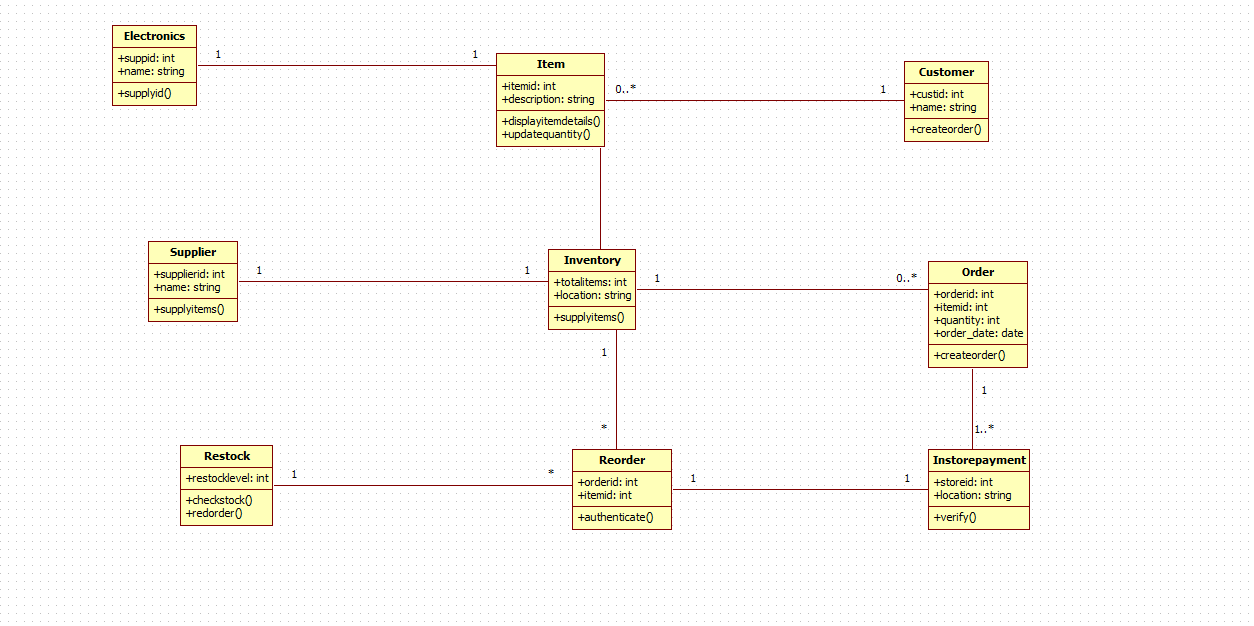 Electronics
+suppid: int
+name: string
+supplyid()
1
1
Item
+itemid: int
+description: string
+displayitemdetails()
+updatequantity()
0..*
1
Customer
+custid: int
+name: string
+createorder()
Supplier
+supplierid: int
+name: string
+supplyitems()
1
1
Inventory
+totalitems: int
+location: string
+supplyitems()
1
0..*
Order
+orderid: int
+itemid: int
+quantity: int
+order_date: date
+createorder()
1
*
1
1..*
Restock
+restocklevel: int
+checkstock()
+redorder()
1
*
Reorder
+orderid: int
+itemid: int
+authenticate()
1
1
Instorepayment
+storeid: int
+location: string
+verify()